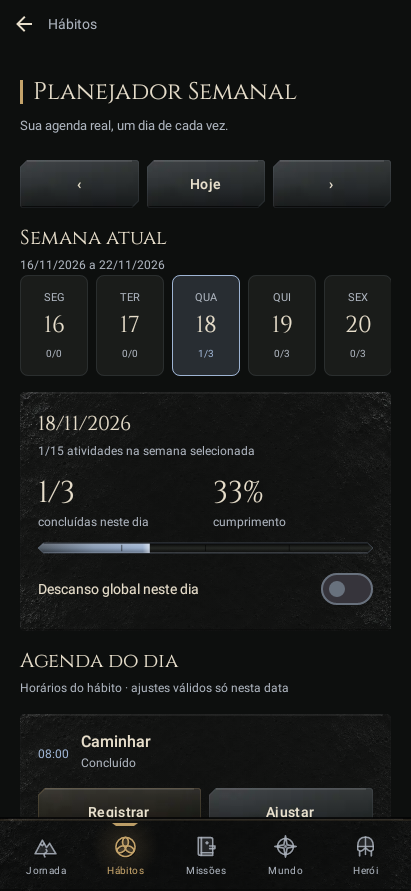 Hábitos
Planejador Semanal
Sua agenda real, um dia de cada vez.
‹ Hoje ›
Semana atual
16/11/2026 a 22/11/2026
SEG TER QUA QUI SEX
16 17 18 19 20
0/0 0/0 1/3 0/3 0/3
18/11/2026
1/15 atividades na semana selecionada
1/3 33%
concluídas neste dia cumprimento
Descanso global neste dia
Agenda do dia
Horários do hábito · ajustes válidos só nesta data
Caminhar
08:00
Concluído
Registrar Ajustar
Jornada Hábitos Missões Mundo Herói